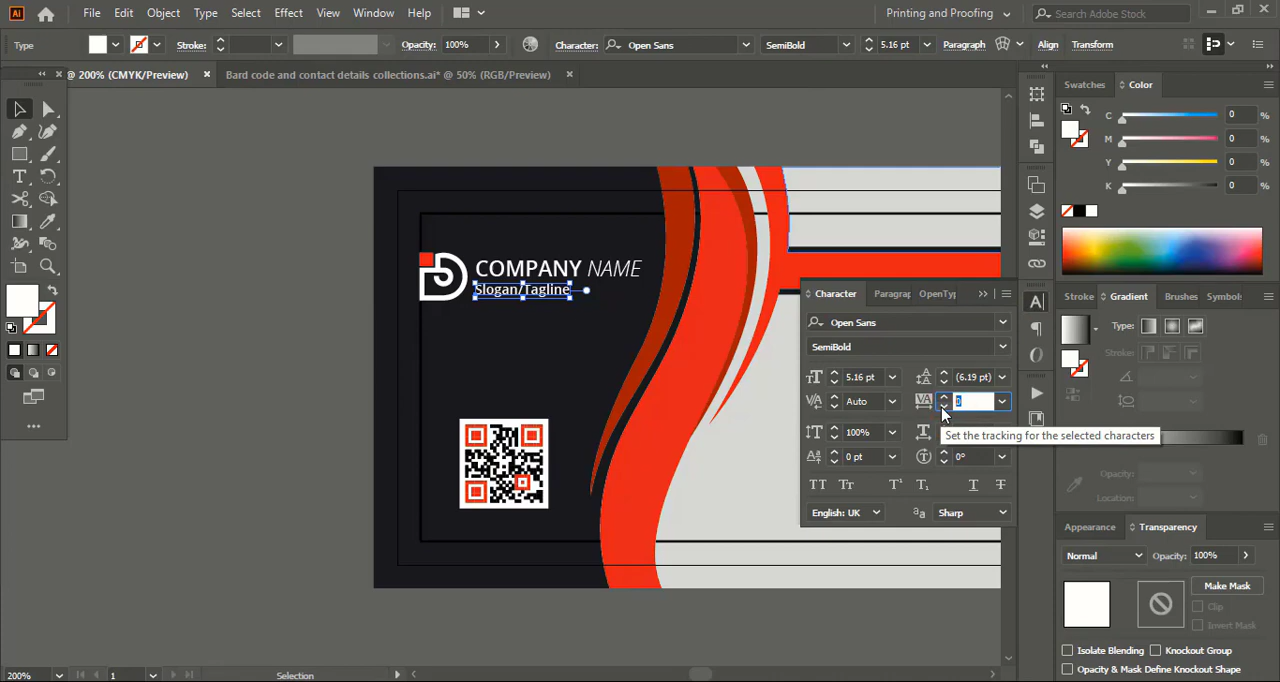 Ai File Edit Object Type Select Effect View Window Help Printing and Proofing Search Adobe Stock
Type Stroke: Opacity: 100% Character: Open Sans SemiBold 5.16 pt Paragraph Align Transform
@ 200% (CMYK/Preview) × Bard code and contact details collections.ai* @ 50% (RGB/Preview) ×
Swatches Color
C 0 %
M 0 %
Y 0 %
K 0 %
COMPANY NAME
Slogan/Tagline
Character Paragrap OpenTyp
Open Sans
SemiBold
5.16 pt (6.19 pt)
Auto 0
Set the tracking for the selected characters
100%
0 pt 0°
TT Tr T¹ T₁ T T
English: UK aa Sharp
Stroke Gradient Brushes Symbols
Type:
Stroke:
Opacity:
Location:
Appearance Transparency
Normal Opacity: 100%
Make Mask
Clip
Invert Mask
Isolate Blending Knockout Group
Opacity & Mask Define Knockout Shape
200% 1 Selection